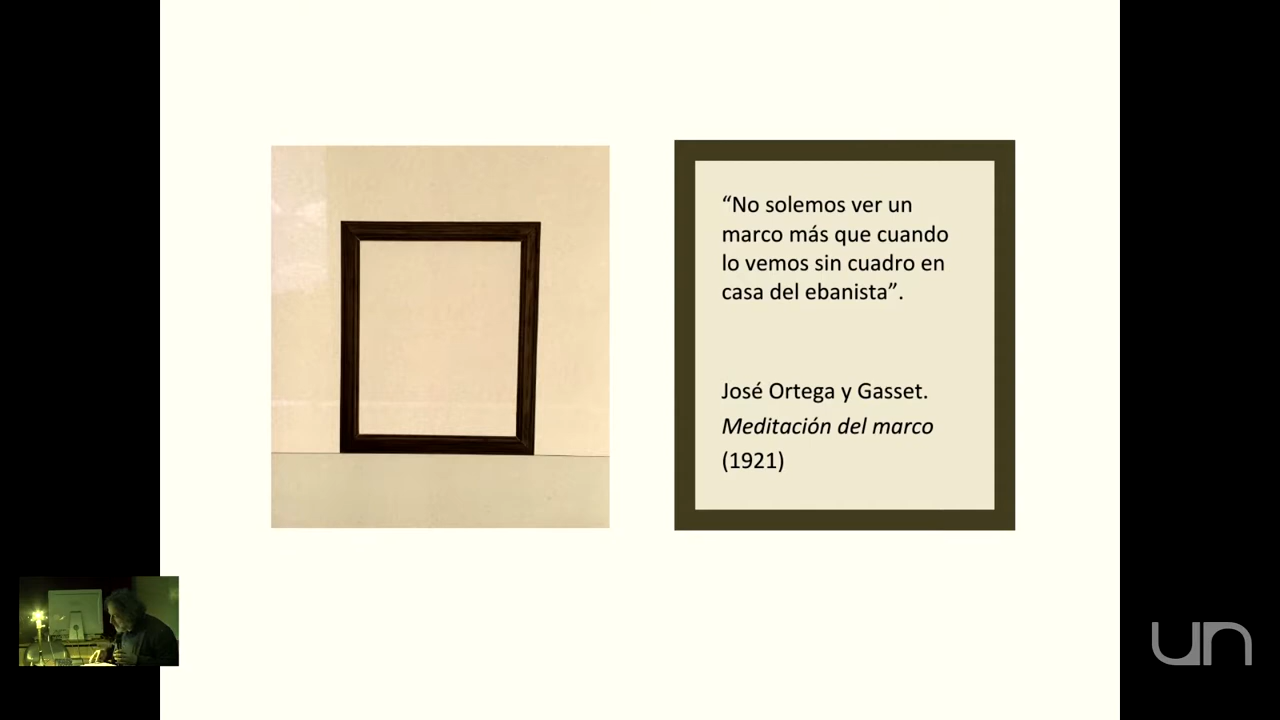 “No solemos ver un
marco más que cuando
lo vemos sin cuadro en
casa del ebanista”.
José Ortega y Gasset.
Meditación del marco
(1921)
un